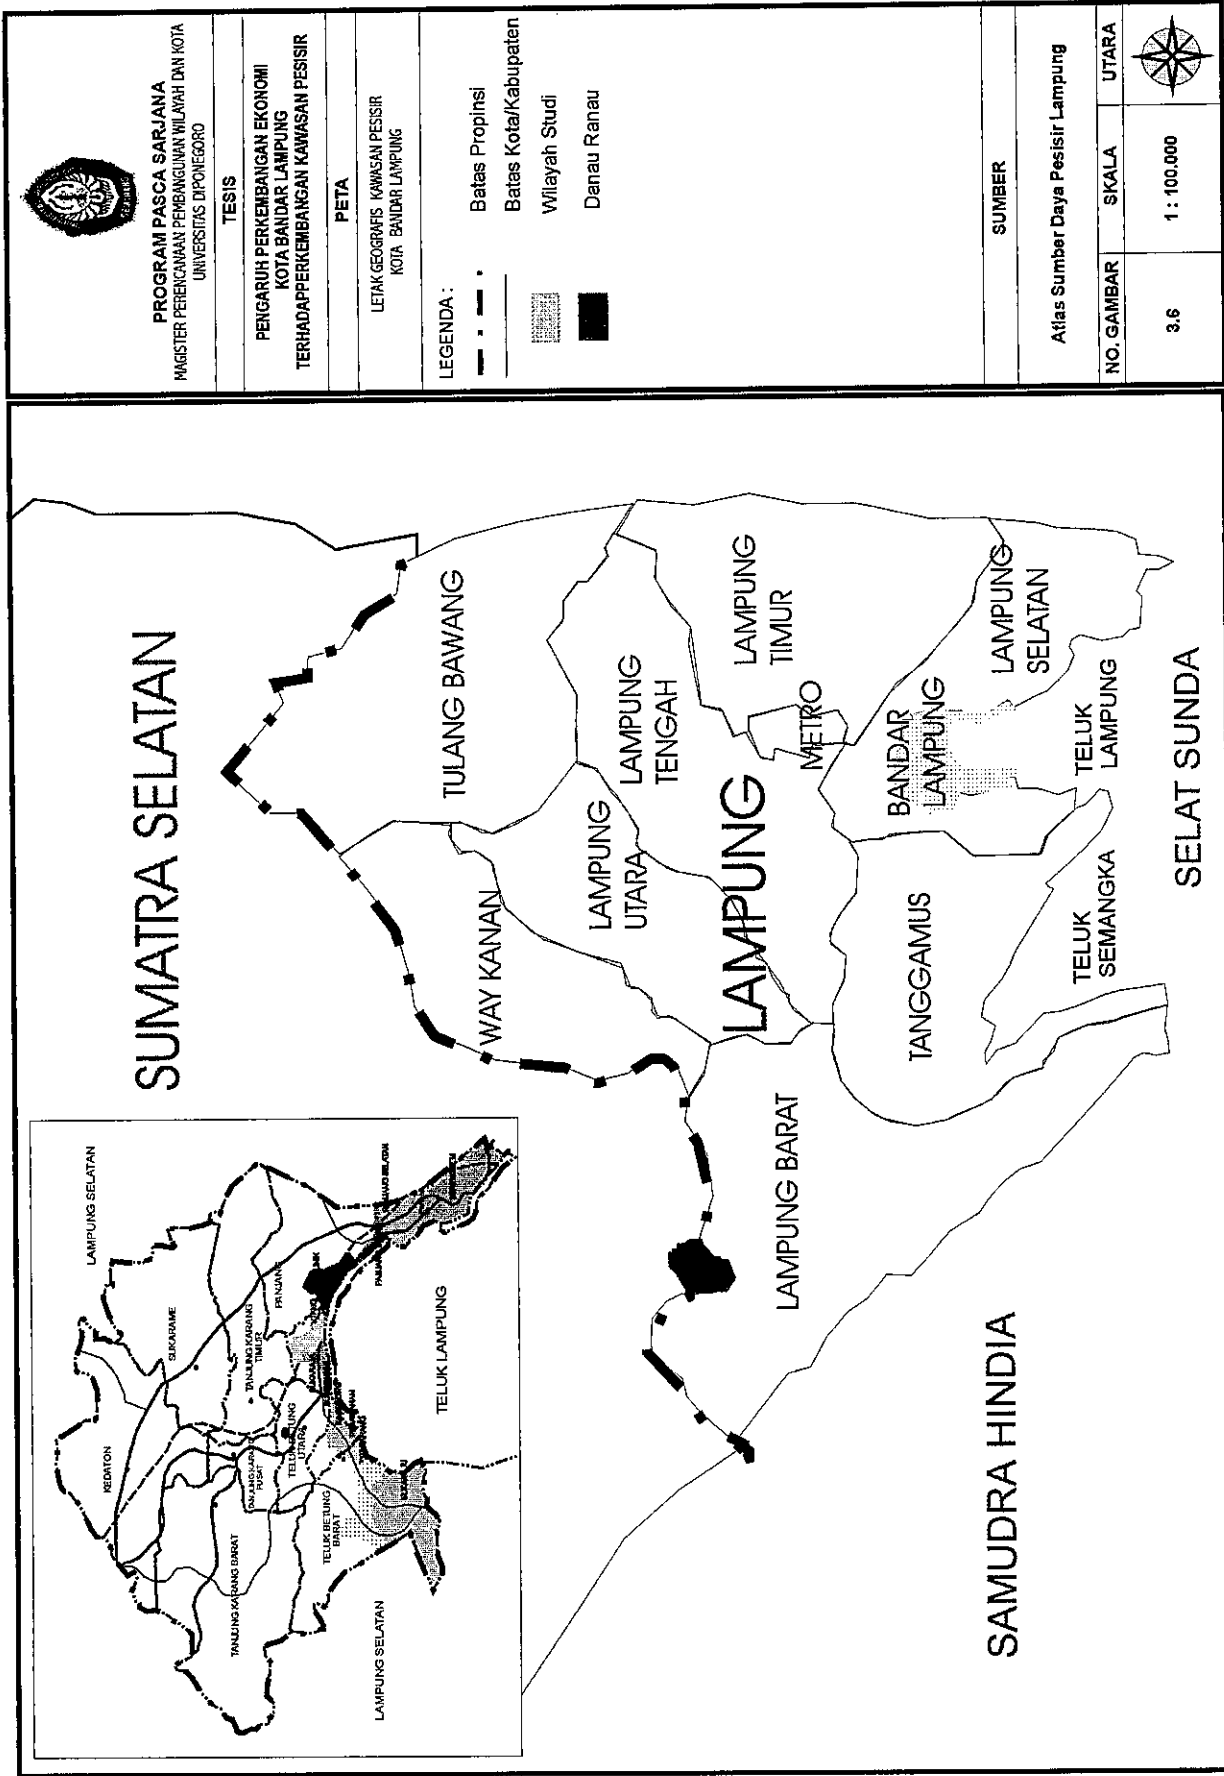 SUMATRA SELATAN
LAMPUNG SELATAN
KEDATON
SUKARAME
TANJUNG KARANG BARAT
TANJUNG KARANG
PUSAT
TANJUNG KARANG
TIMUR
PANJANG
TELUK BETUNG
UTARA
TELUK BETUNG
BARAT
LAMPUNG SELATAN
TELUK LAMPUNG
TULANG BAWANG
WAY KANAN
LAMPUNG
UTARA
LAMPUNG
TENGAH
LAMPUNG
LAMPUNG
TIMUR
METRO
LAMPUNG BARAT
TANGGAMUS
BANDAR
LAMPUNG
LAMPUNG
SELATAN
TELUK
SEMANGKA
TELUK
LAMPUNG
SAMUDRA HINDIA
SELAT SUNDA
PROGRAM PASCA SARJANA
MAGISTER PERENCANAAN PEMBANGUNAN WILAYAH DAN KOTA
UNIVERSITAS DIPONEGORO
TESIS
PENGARUH PERKEMBANGAN EKONOMI
KOTA BANDAR LAMPUNG
TERHADAPPERKEMBANGAN KAWASAN PESISIR
PETA
LETAK GEOGRAFIS KAWASAN PESISIR
KOTA BANDAR LAMPUNG
LEGENDA :
Batas Propinsi
Batas Kota/Kabupaten
Wilayah Studi
Danau Ranau
SUMBER
Atlas Sumber Daya Pesisir Lampung
NO. GAMBAR
SKALA
UTARA
3.6
1 : 100.000